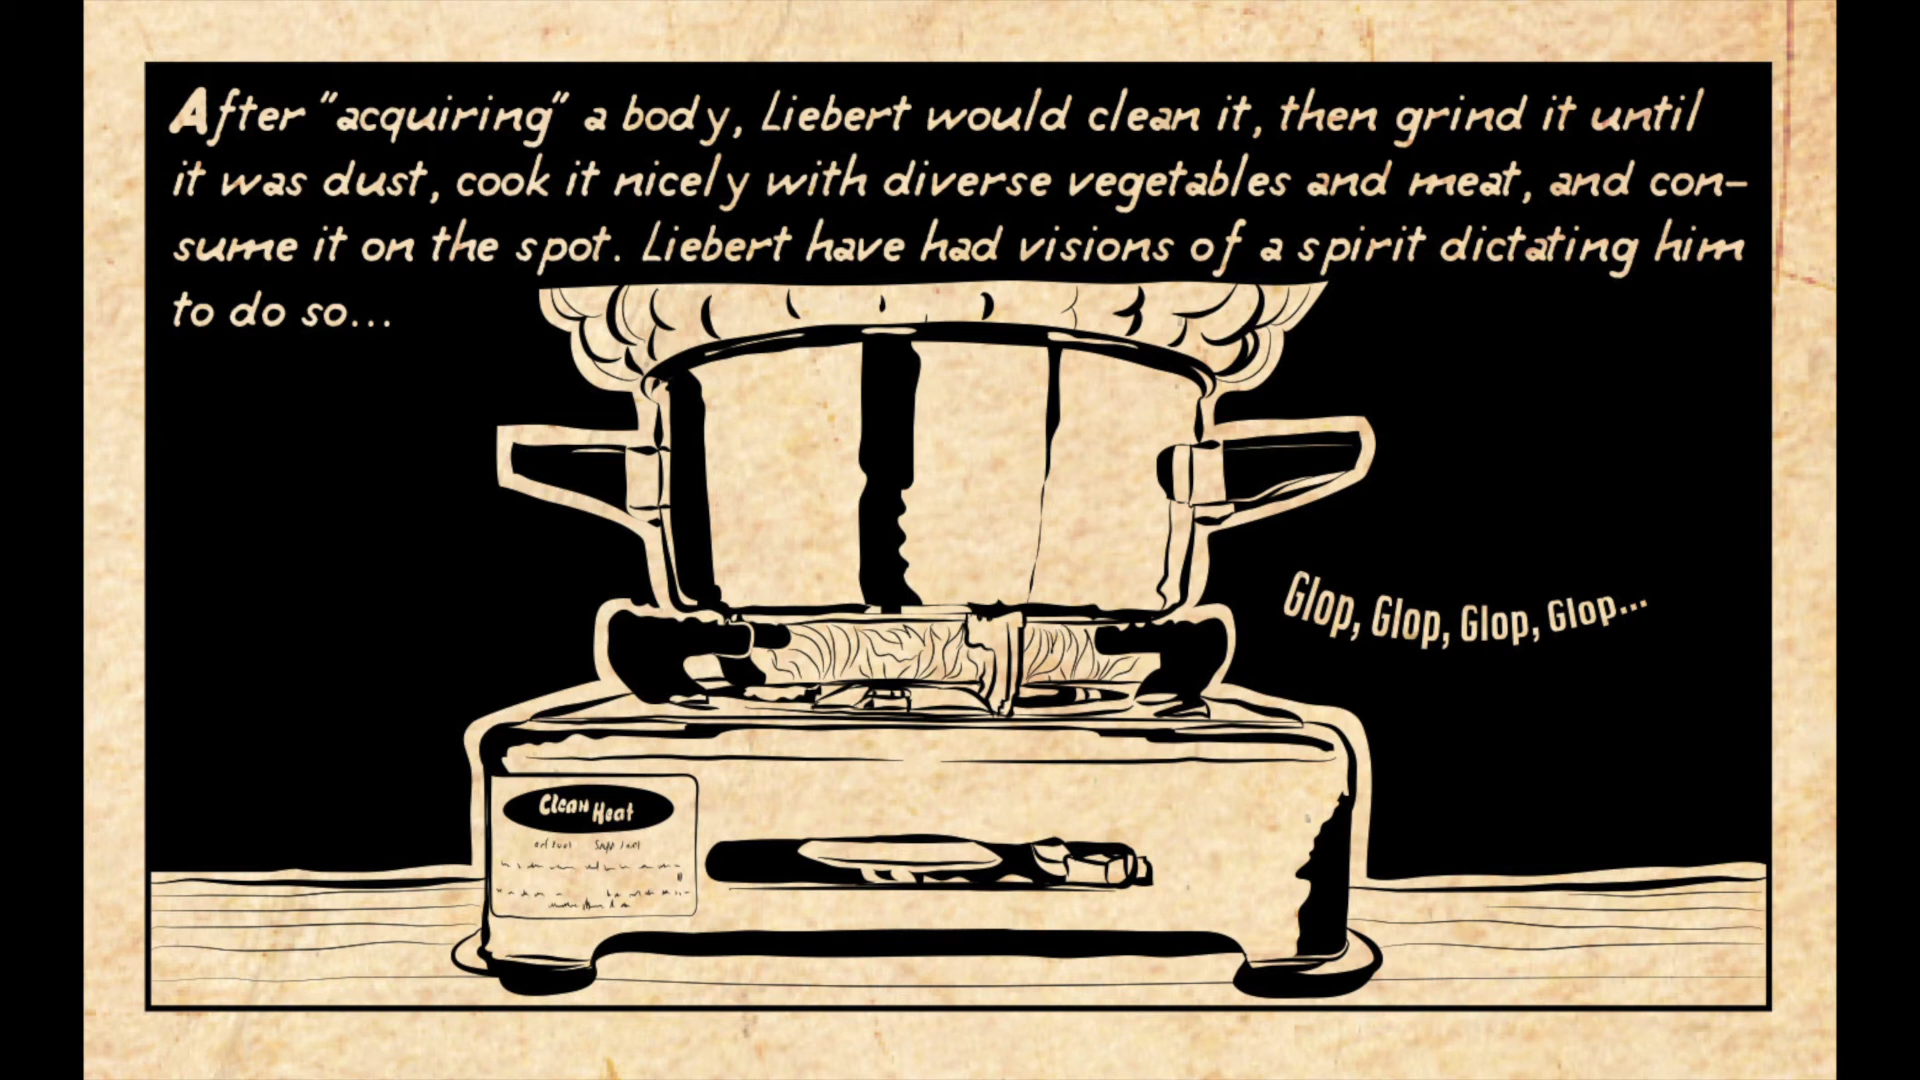 After "acquiring" a body, Liebert would clean it, then grind it until
it was dust, cook it nicely with diverse vegetables and meat, and con-
sume it on the spot. Liebert have had visions of a spirit dictating him
to do so...
Glop, Glop, Glop, Glop...
Clean Heat